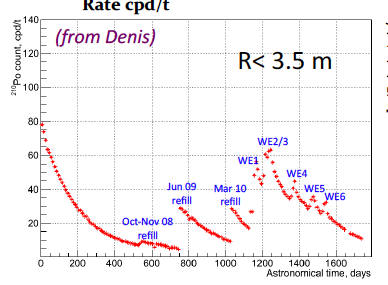 Rate cpd/t
²¹⁰Po count, cpd/t
140
120
100
80
60
40
20
(from Denis)
R< 3.5 m
WE2/3
WE1
WE4
WE5
WE6
Jun 09
refill
Mar 10
refill
Oct-Nov 08
refill
0
200
400
600
800
1000
1200
1400
1600
Astronomical time, days